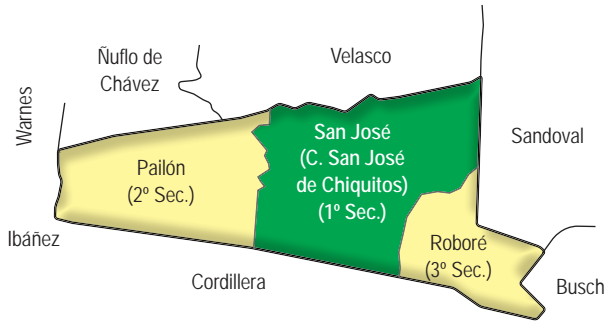 Ñuflo de
Chávez
Velasco
Warnes
San José
(C. San José
de Chiquitos)
(1º Sec.)
Sandoval
Pailón
(2º Sec.)
Ibáñez
Roboré
(3º Sec.)
Cordillera
Busch